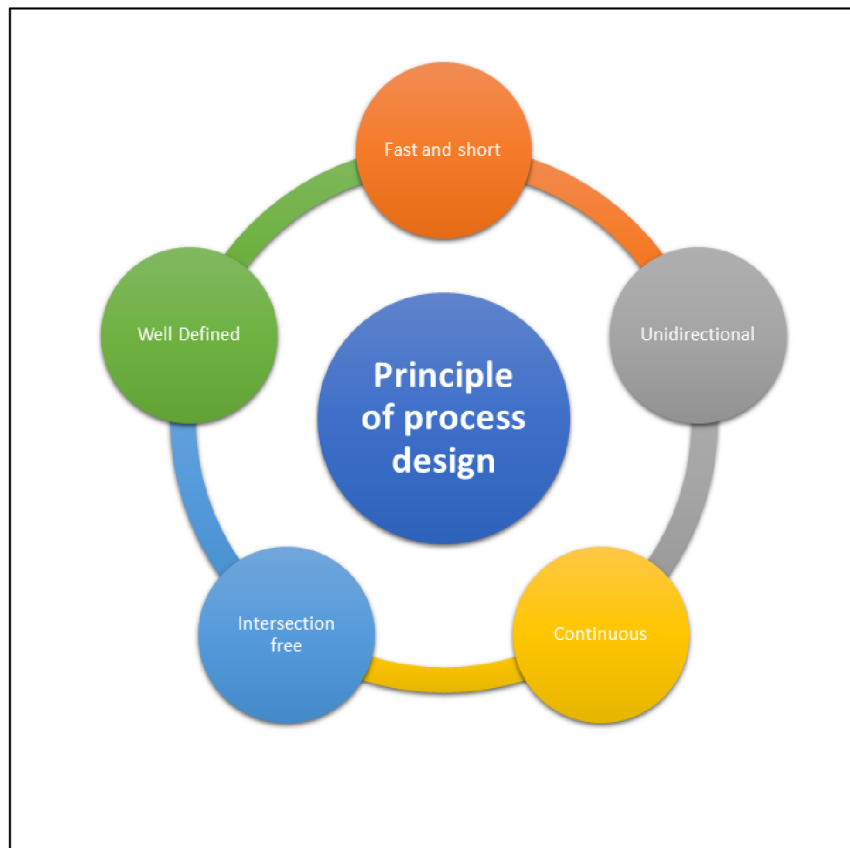 Fast and short
Well Defined
Unidirectional
Principle
of process
design
Intersection
free
Continuous